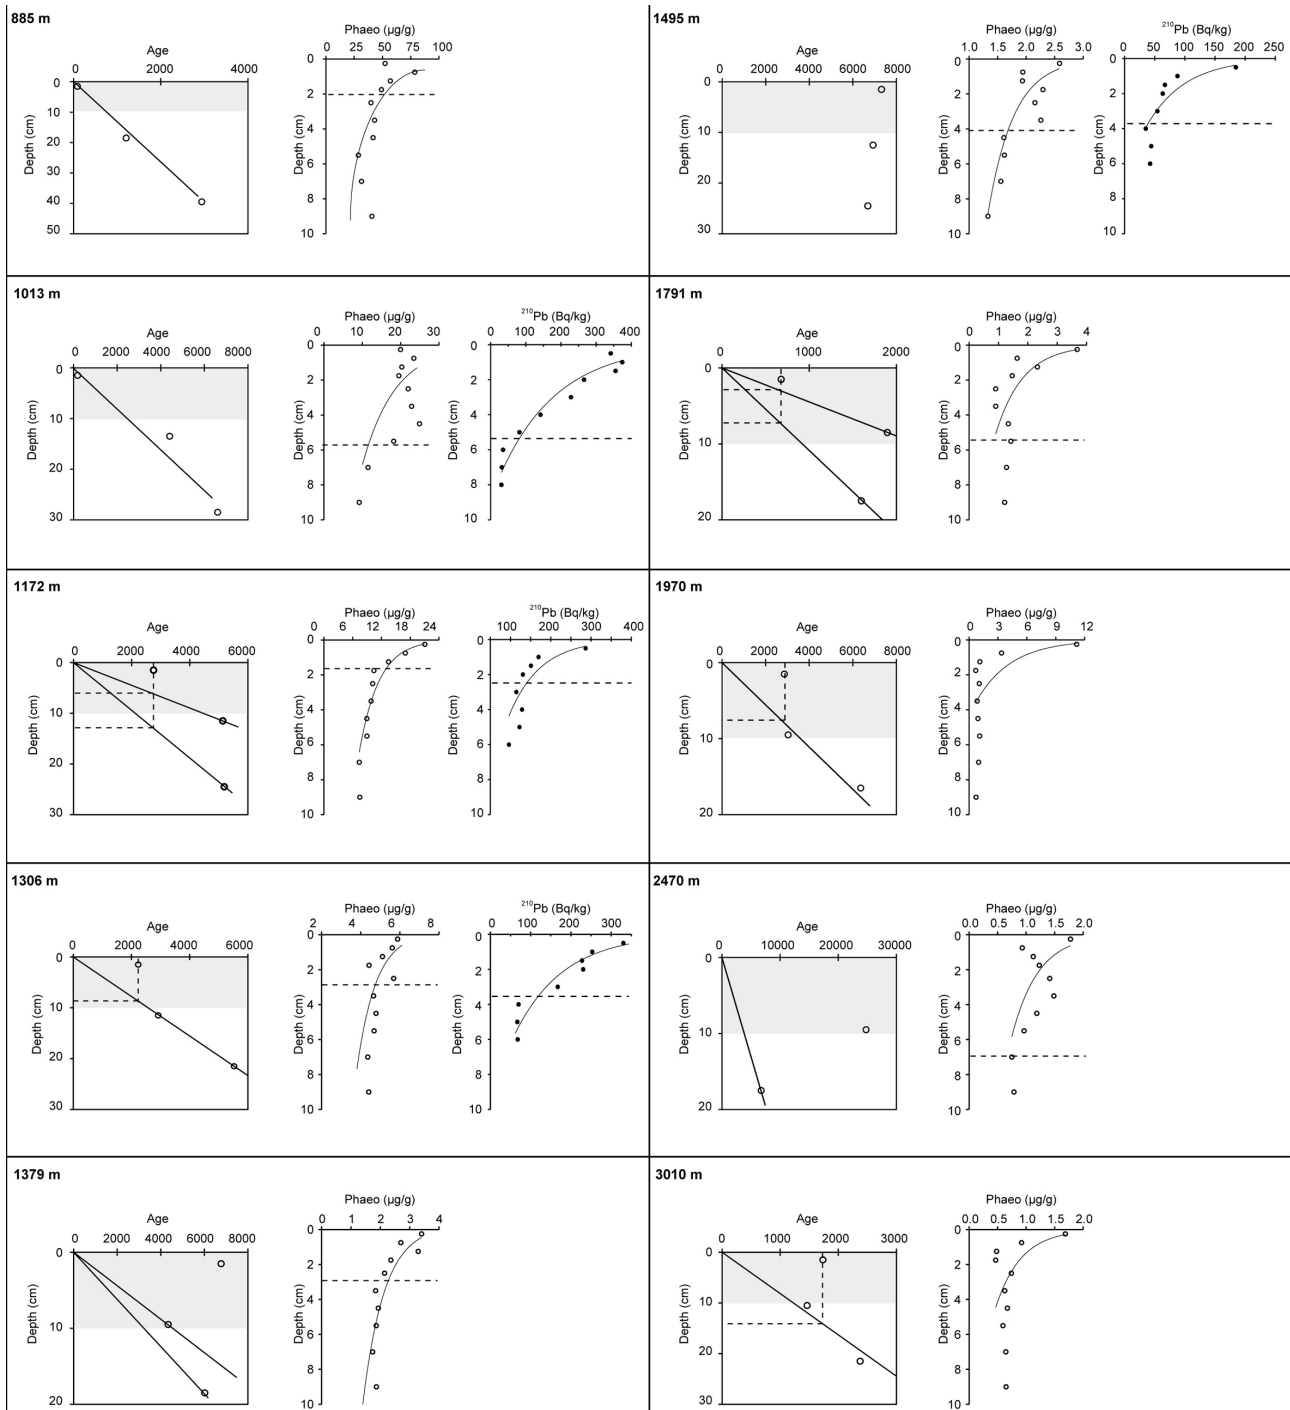 885 m
Age
0 2000 4000
Depth (cm)
0
10
20
30
40
50
Phaeo (µg/g)
0 25 50 75 100
Depth (cm)
0
2
4
6
8
10
1495 m
Age
0 2000 4000 6000 8000
Depth (cm)
0
10
20
30
Phaeo (µg/g)
1.0 1.5 2.0 2.5 3.0
Depth (cm)
0
2
4
6
8
10
210Pb (Bq/kg)
0 50 100 150 200 250
Depth (cm)
0
2
4
6
8
10
1013 m
Age
0 2000 4000 6000 8000
Depth (cm)
0
10
20
30
Phaeo (µg/g)
0 10 20 30
Depth (cm)
0
2
4
6
8
10
210Pb (Bq/kg)
0 100 200 300 400
Depth (cm)
0
2
4
6
8
10
1791 m
Age
0 1000 2000
Depth (cm)
0
10
20
Phaeo (µg/g)
0 1 2 3 4
Depth (cm)
0
2
4
6
8
10
1172 m
Age
0 2000 4000 6000
Depth (cm)
0
10
20
30
Phaeo (µg/g)
0 6 12 18 24
Depth (cm)
0
2
4
6
8
10
210Pb (Bq/kg)
100 200 300 400
Depth (cm)
0
2
4
6
8
10
1970 m
Age
0 2000 4000 6000 8000
Depth (cm)
0
10
20
Phaeo (µg/g)
0 3 6 9 12
Depth (cm)
0
2
4
6
8
10
1306 m
Age
0 2000 4000 6000
Depth (cm)
0
10
20
30
Phaeo (µg/g)
2 4 6 8
Depth (cm)
0
2
4
6
8
10
210Pb (Bq/kg)
0 100 200 300
Depth (cm)
0
2
4
6
8
10
2470 m
Age
0 10000 20000 30000
Depth (cm)
0
10
20
Phaeo (µg/g)
0.0 0.5 1.0 1.5 2.0
Depth (cm)
0
2
4
6
8
10
1379 m
Age
0 2000 4000 6000 8000
Depth (cm)
0
10
20
Phaeo (µg/g)
0 1 2 3 4
Depth (cm)
0
2
4
6
8
10
3010 m
Age
0 1000 2000 3000
Depth (cm)
0
10
20
30
Phaeo (µg/g)
0.0 0.5 1.0 1.5 2.0
Depth (cm)
0
2
4
6
8
10